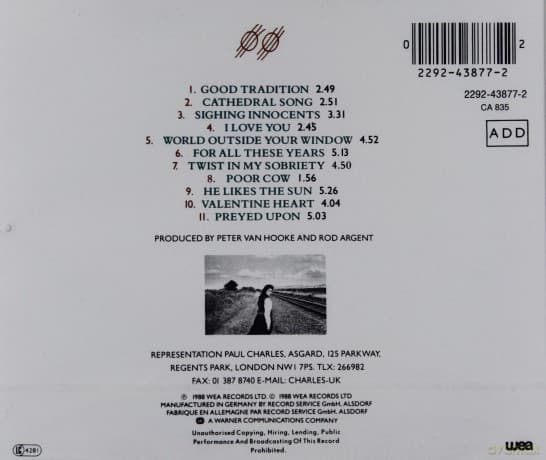 0 2
2292-43877-2
2292-43877-2
CA 835
ADD
1. GOOD TRADITION 2.49
2. CATHEDRAL SONG 2.51
3. SIGHING INNOCENTS 3.31
4. I LOVE YOU 2.45
5. WORLD OUTSIDE YOUR WINDOW 4.52
6. FOR ALL THESE YEARS 5.13
7. TWIST IN MY SOBRIETY 4.50
8. POOR COW 1.56
9. HE LIKES THE SUN 5.26
10. VALENTINE HEART 4.04
11. PREYED UPON 5.03
PRODUCED BY PETER VAN HOOKE AND ROD ARGENT
REPRESENTATION PAUL CHARLES, ASGARD, 125 PARKWAY,
REGENTS PARK, LONDON NW1 7PS. TLX: 266982
FAX: 01 387 8740 E-MAIL: CHARLES-UK
℗ 1988 WEA RECORDS LTD. © 1988 WEA RECORDS LTD
MANUFACTURED IN GERMANY BY RECORD SERVICE GmbH, ALSDORF
FABRIQUE EN ALLEMAGNE PAR RECORD SERVICE GmbH, ALSDORF
A WARNER COMMUNICATIONS COMPANY
Unauthorised Copying, Hiring, Lending, Public
Performance And Broadcasting Of This Record
Prohibited.
LC 4281
wea